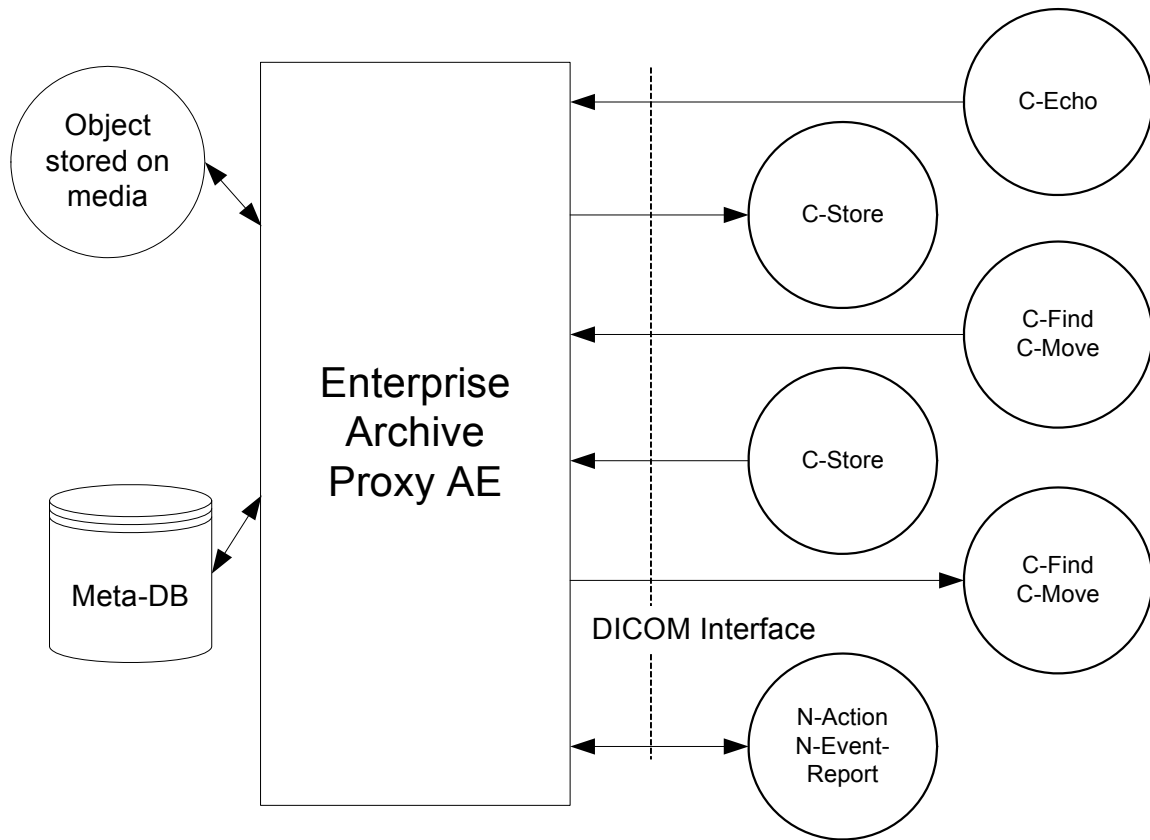 Object
stored on
media
Meta-DB
Enterprise
Archive
Proxy AE
C-Echo
C-Store
C-Find
C-Move
C-Store
C-Find
C-Move
DICOM Interface
N-Action
N-Event-
Report